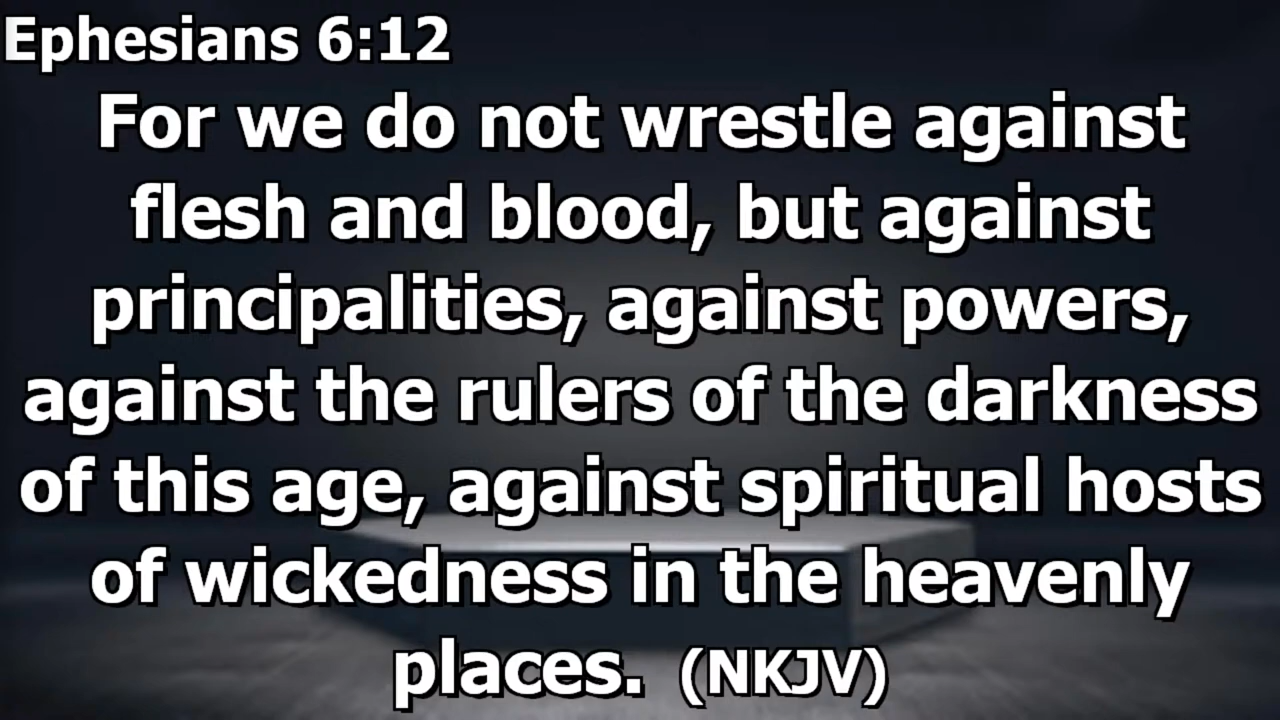 Ephesians 6:12
For we do not wrestle against
flesh and blood, but against
principalities, against powers,
against the rulers of the darkness
of this age, against spiritual hosts
of wickedness in the heavenly
places. (NKJV)